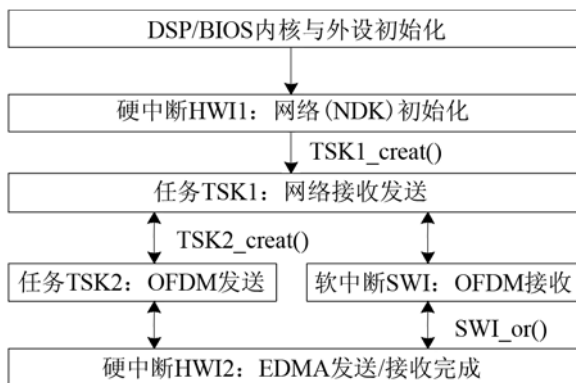 DSP/BIOS内核与外设初始化
硬中断HWI1：网络(NDK)初始化
TSK1_creat()
任务TSK1：网络接收发送
TSK2_creat()
任务TSK2：OFDM发送
软中断SWI：OFDM接收
SWI_or()
硬中断HWI2：EDMA发送/接收完成